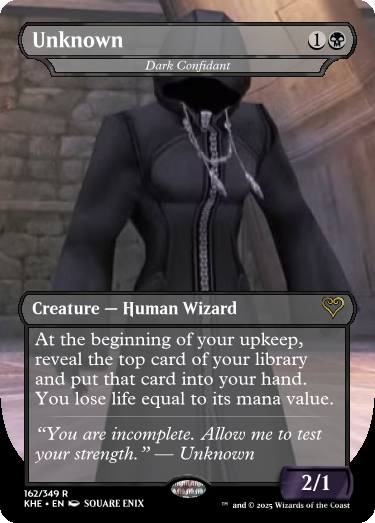 Unknown 1
Dark Confidant
Creature — Human Wizard
At the beginning of your upkeep,
reveal the top card of your library
and put that card into your hand.
You lose life equal to its mana value.
“You are incomplete. Allow me to test
your strength.” — Unknown
2/1
162/349 R
KHE • EN SQUARE ENIX
™ and © 2025 Wizards of the Coast